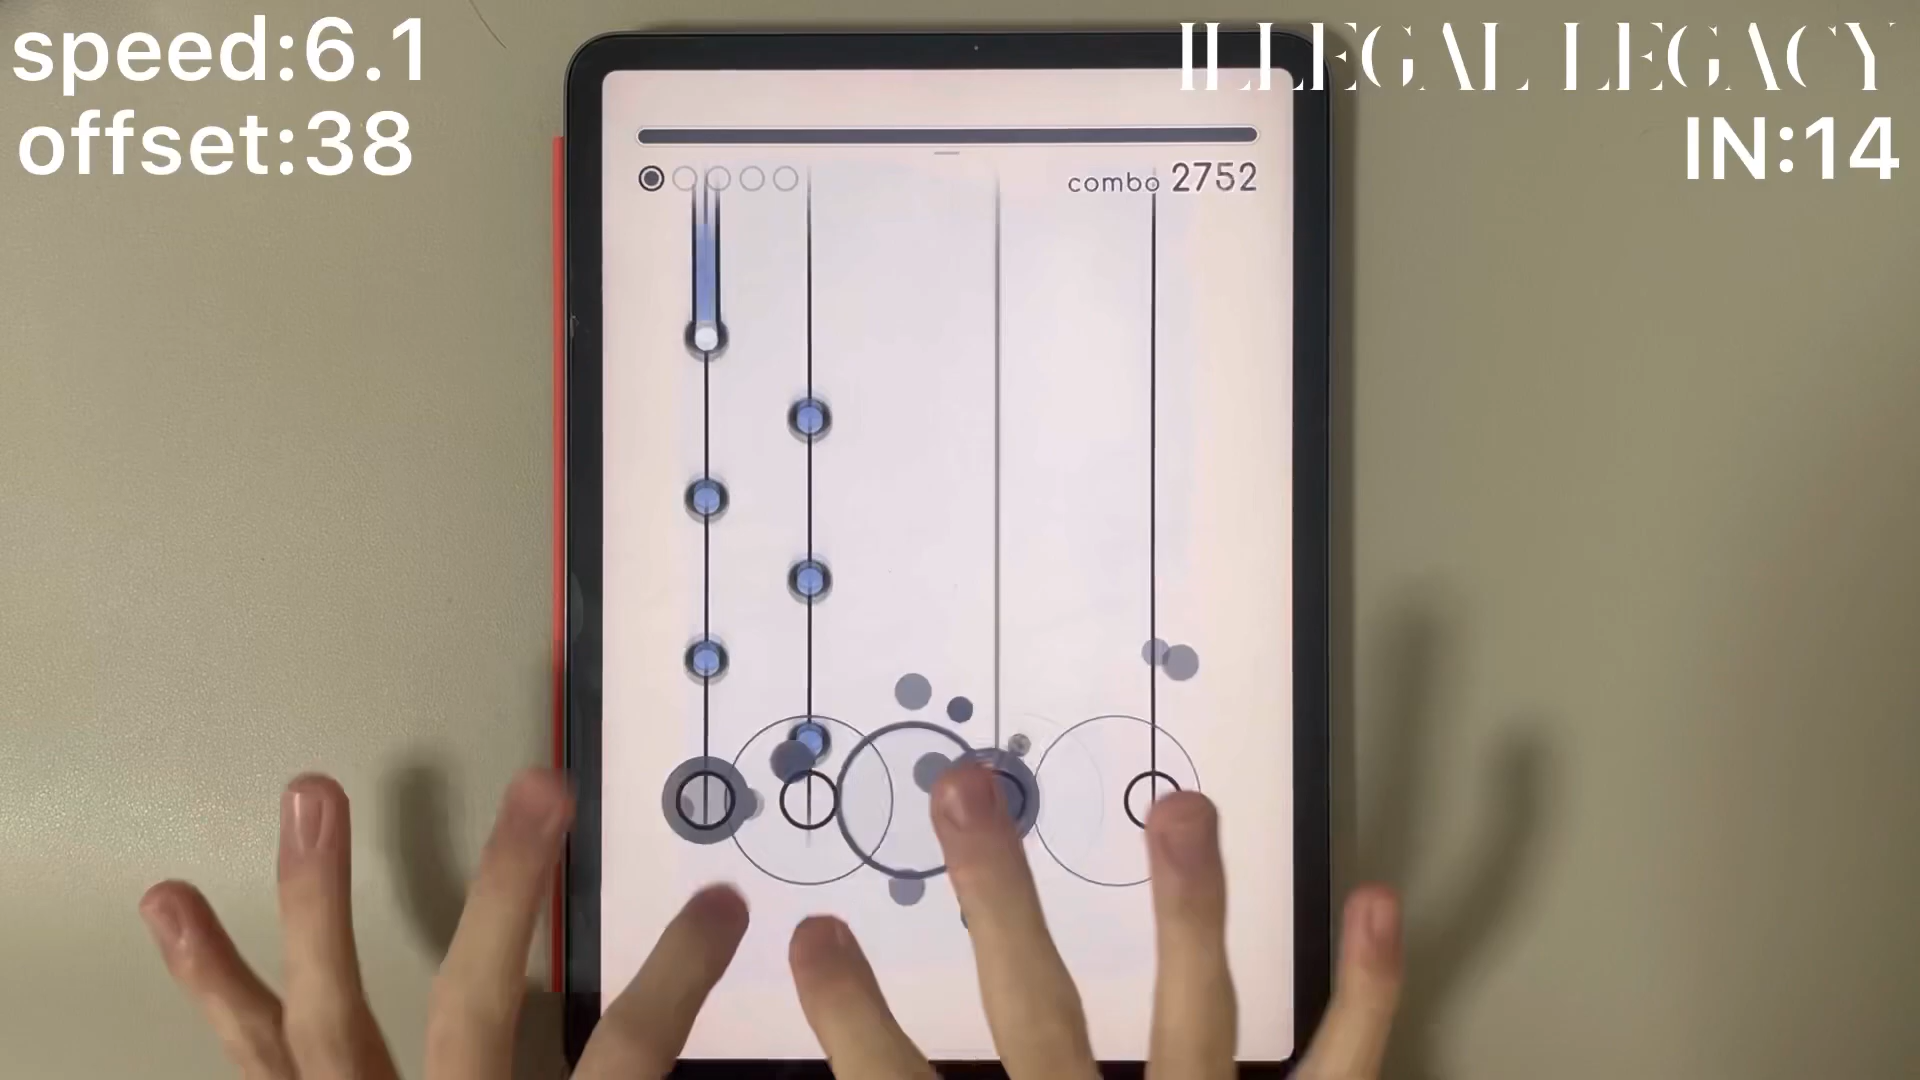 speed:6.1
offset:38
ILLEGAL LEGACY
IN:14
combo 2752